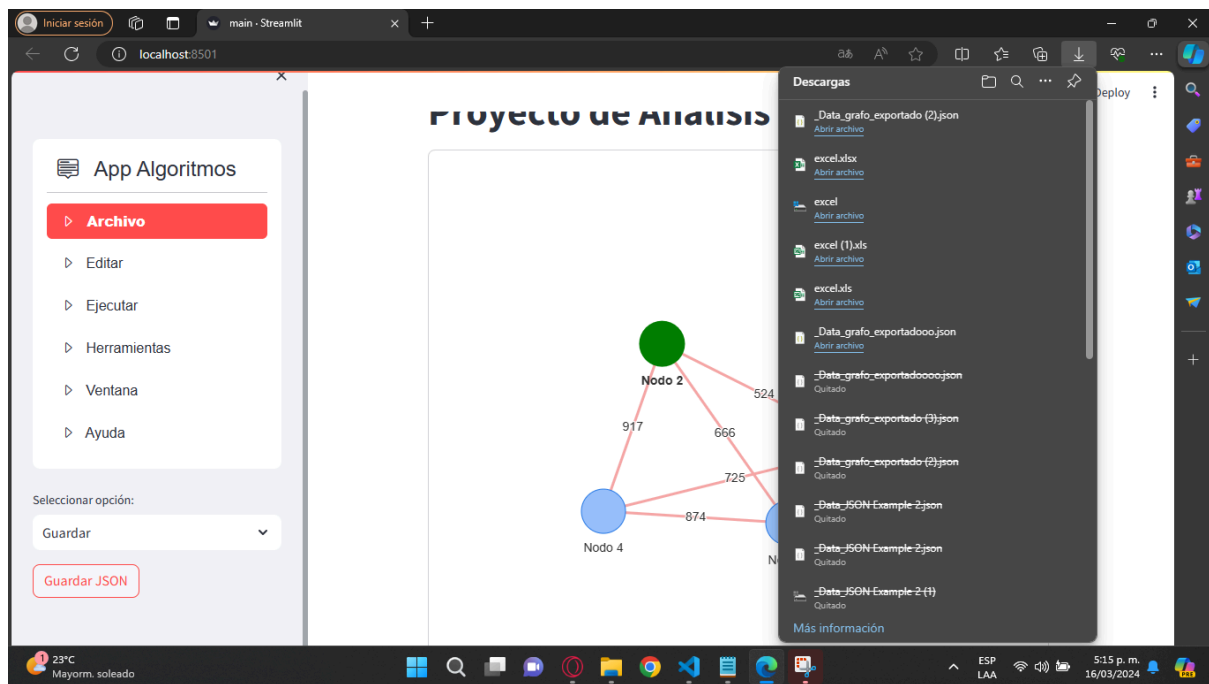 Iniciar sesión
main · Streamlit
localhost:8501
Deploy
App Algoritmos
Archivo
Editar
Ejecutar
Herramientas
Ventana
Ayuda
Seleccionar opción:
Guardar
Guardar JSON
Proyecto de Analisis
Nodo 2
524
917
666
725
874
Nodo 4
Descargas
_Data_grafo_exportado (2).json
Abrir archivo
excel.xlsx
Abrir archivo
excel
Abrir archivo
excel (1).xls
Abrir archivo
excel.xls
Abrir archivo
_Data_grafo_exportadooo.json
Abrir archivo
_Data_grafo_exportadoooo.json
Quitado
_Data_grafo_exportado (3).json
Quitado
_Data_grafo_exportado (2).json
Quitado
_Data_JSON Example 2.json
Quitado
_Data_JSON Example 2.json
Quitado
_Data_JSON Example 2 (1)
Quitado
Más información
1
23°C
Mayorm. soleado
ESP
LAA
5:15 p. m.
16/03/2024